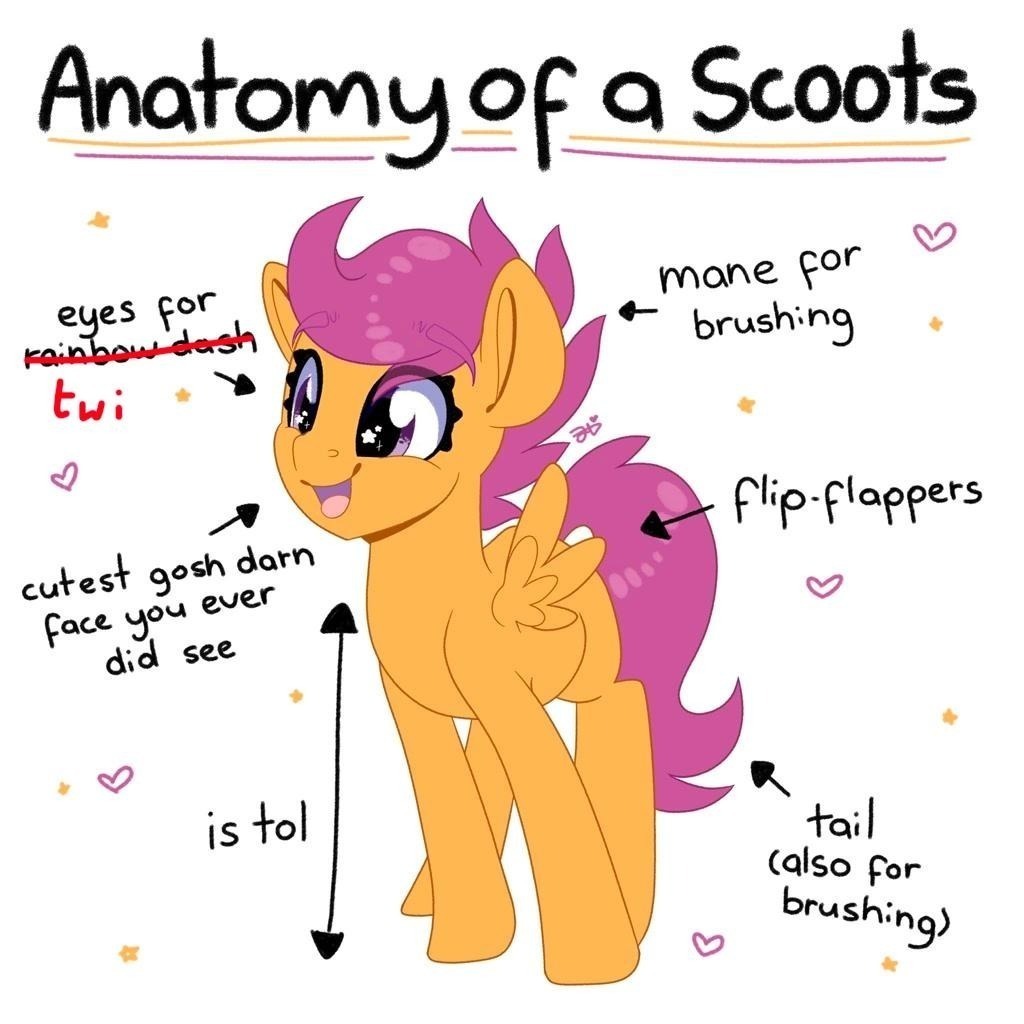 Anatomy of a Scoots
eyes for
rainbow dash
twi
mane for
brushing
flip-flappers
cutest gosh darn
face you ever
did see
is tol
tail
(also for
brushing)